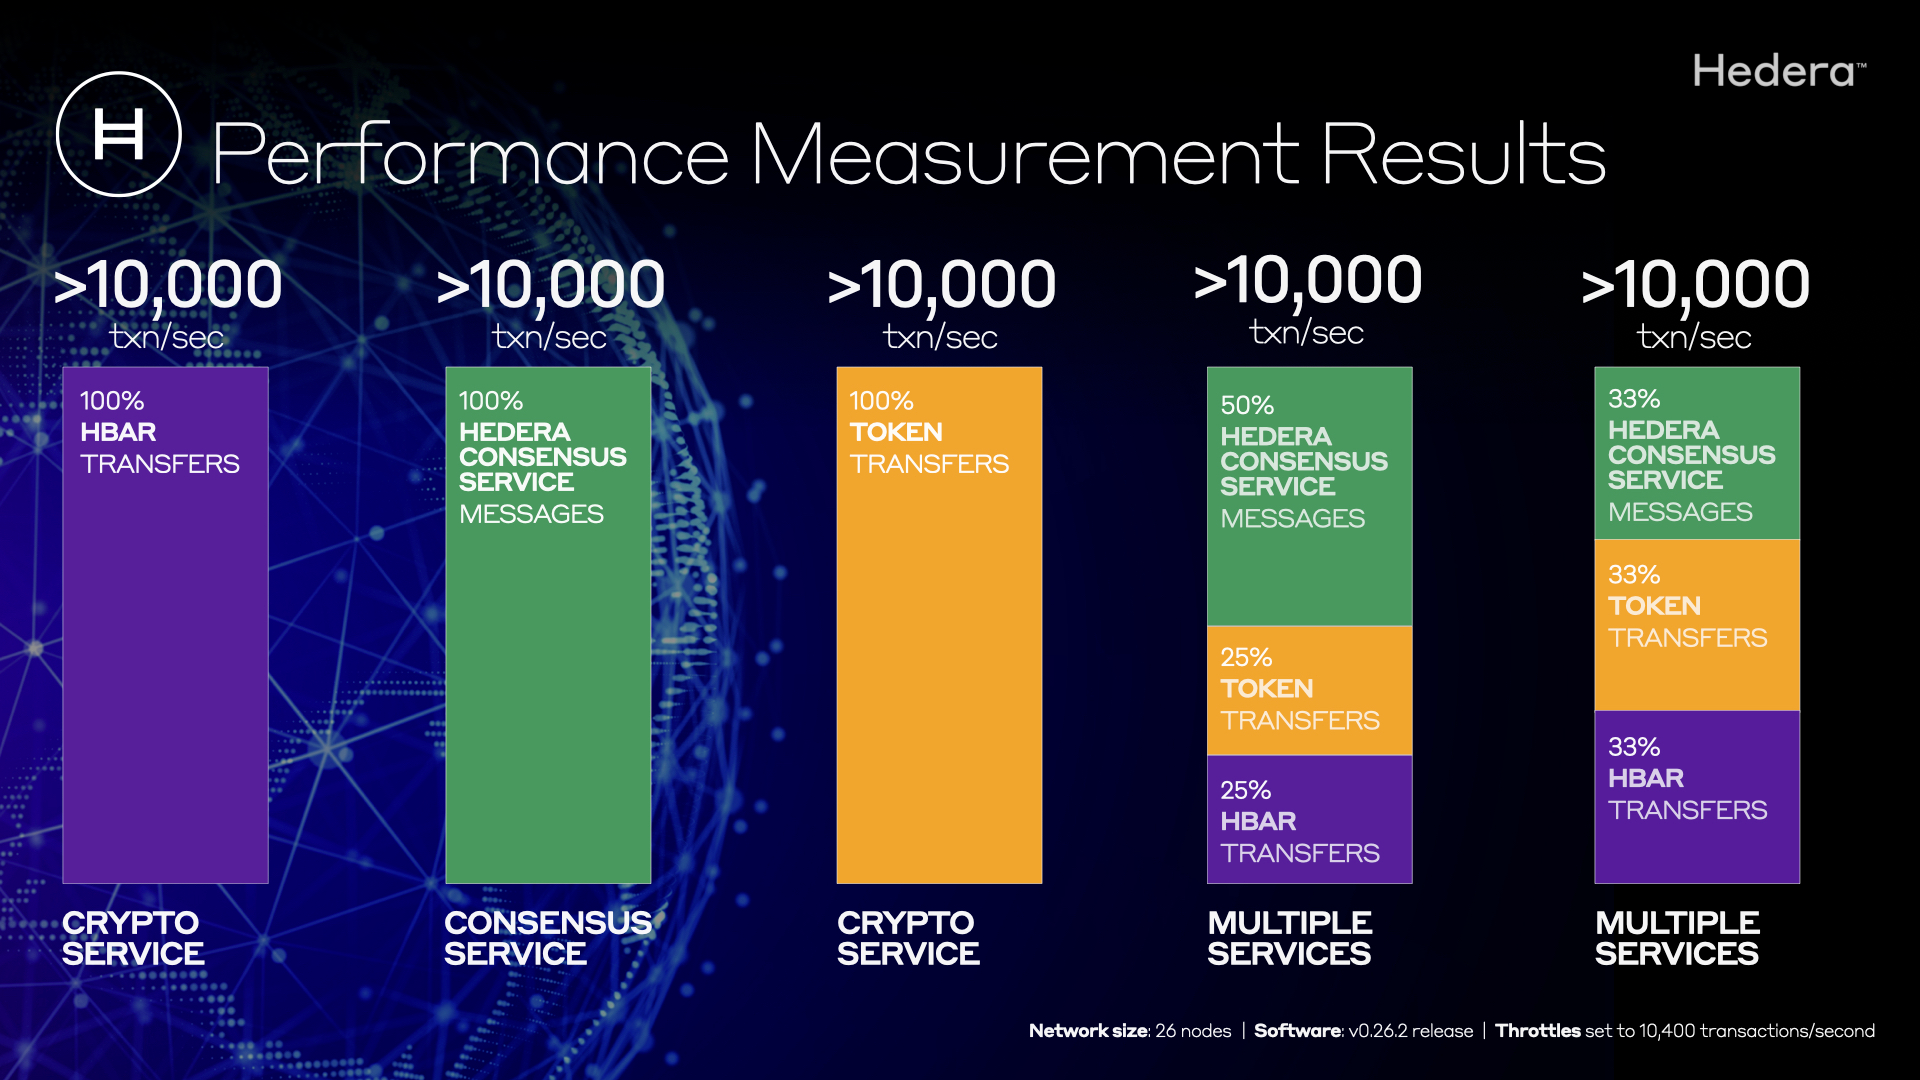 Hedera™
H
Performance Measurement Results
>10,000
txn/sec
100%
HBAR
TRANSFERS
CRYPTO
SERVICE
>10,000
txn/sec
100%
HEDERA
CONSENSUS
SERVICE
MESSAGES
CONSENSUS
SERVICE
>10,000
txn/sec
100%
TOKEN
TRANSFERS
CRYPTO
SERVICE
>10,000
txn/sec
50%
HEDERA
CONSENSUS
SERVICE
MESSAGES
25%
TOKEN
TRANSFERS
25%
HBAR
TRANSFERS
MULTIPLE
SERVICES
>10,000
txn/sec
33%
HEDERA
CONSENSUS
SERVICE
MESSAGES
33%
TOKEN
TRANSFERS
33%
HBAR
TRANSFERS
MULTIPLE
SERVICES
Network size: 26 nodes | Software: v0.26.2 release | Throttles set to 10,400 transactions/second